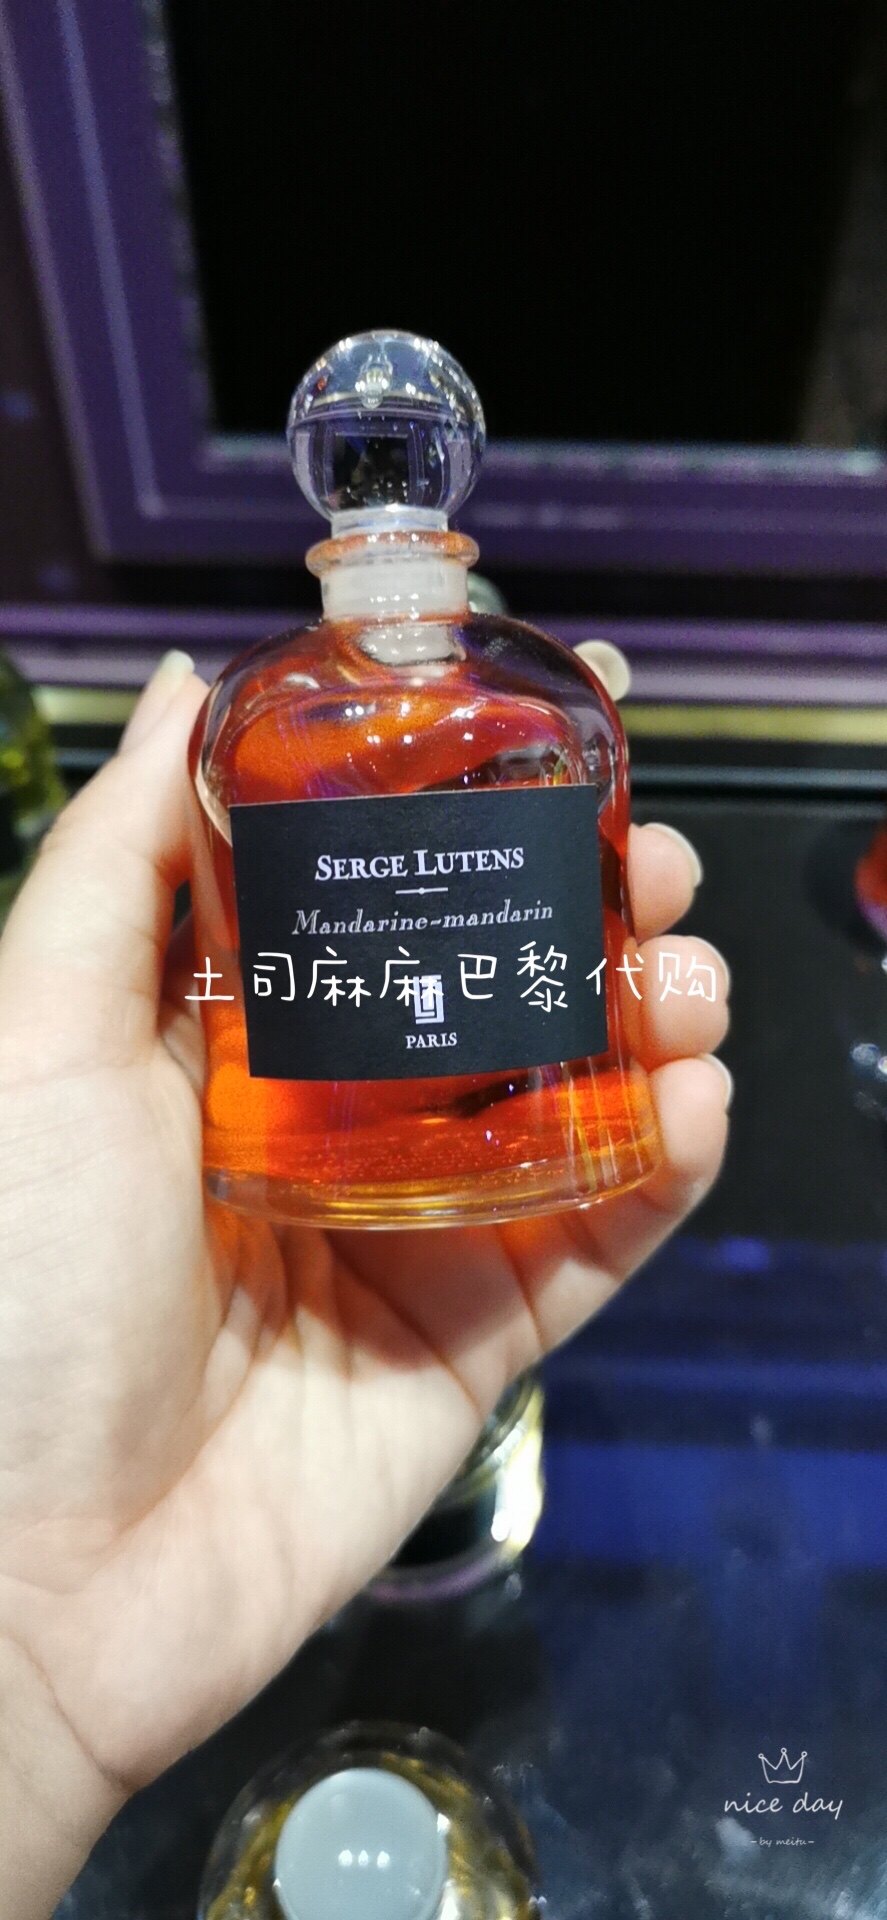 SERGE LUTENS
Mandarine-mandarin
土司麻麻巴黎代购
PARIS
nice day
-by meitu-